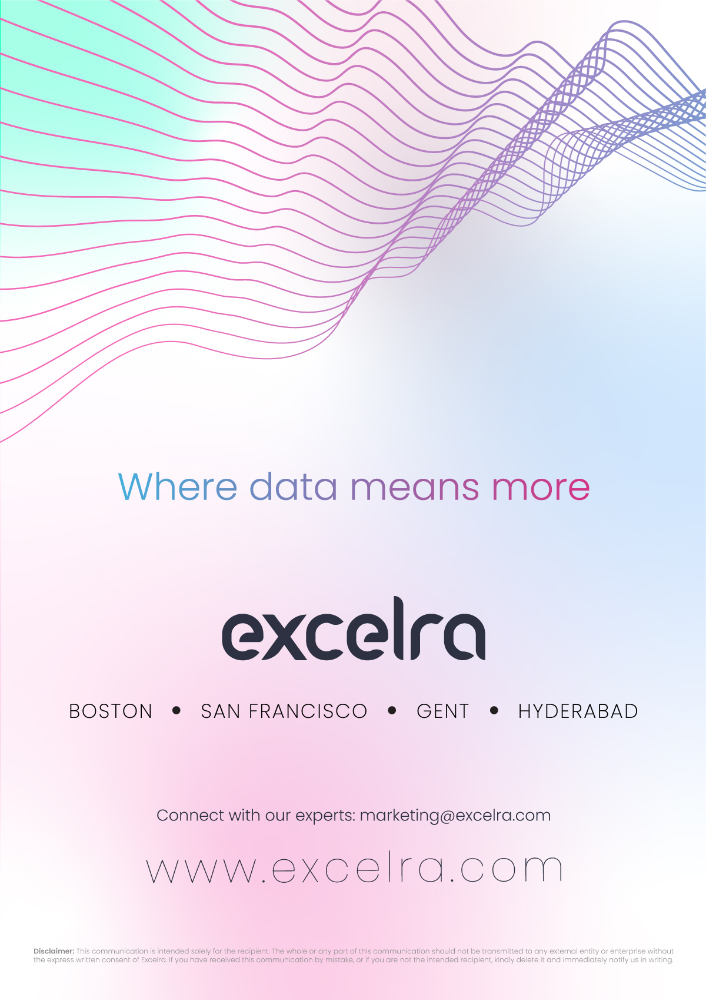 Where data means more
excelra
BOSTON • SAN FRANCISCO • GENT • HYDERABAD
Connect with our experts: marketing@excelra.com
www.excelra.com
Disclaimer: This communication is intended solely for the recipient. The whole or any part of this communication should not be transmitted to any external entity or enterprise without
the express written consent of Excelra. If you have received this communication by mistake, or if you are not the intended recipient, kindly delete it and immediately notify us in writing.